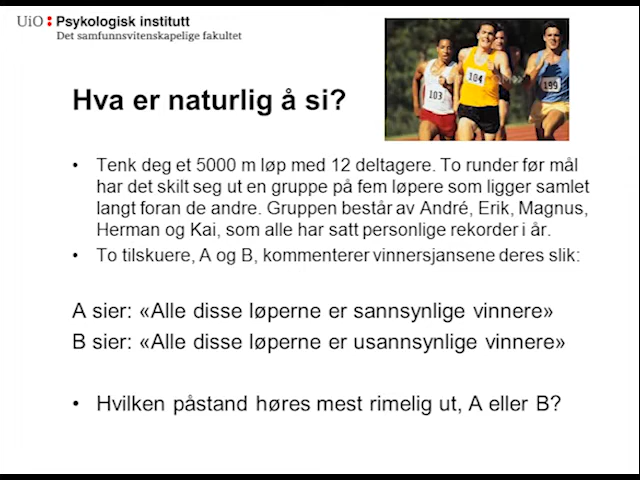 UiO Psykologisk institutt
Det samfunnsvitenskapelige fakultet
Hva er naturlig å si?
103
104
199
• Tenk deg et 5000 m løp med 12 deltagere. To runder før mål
har det skilt seg ut en gruppe på fem løpere som ligger samlet
langt foran de andre. Gruppen består av André, Erik, Magnus,
Herman og Kai, som alle har satt personlige rekorder i år.
• To tilskuere, A og B, kommenterer vinnersjansene deres slik:
A sier: «Alle disse løperne er sannsynlige vinnere»
B sier: «Alle disse løperne er usannsynlige vinnere»
• Hvilken påstand høres mest rimelig ut, A eller B?